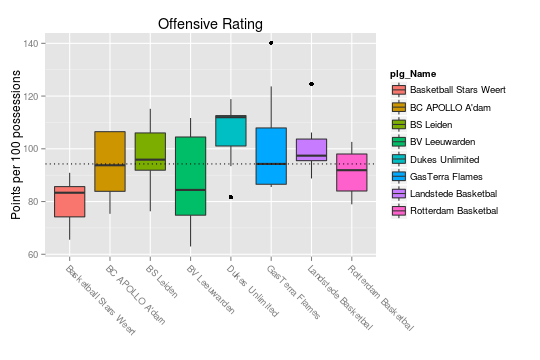 Offensive Rating
Points per 100 possessions
140
120
100
80
60
Basketball Stars Weert
BC APOLLO A'dam
BS Leiden
BV Leeuwarden
Dukes Unlimited
GasTerra Flames
Landstede Basketbal
Rotterdam Basketbal
plg_Name
Basketball Stars Weert
BC APOLLO A'dam
BS Leiden
BV Leeuwarden
Dukes Unlimited
GasTerra Flames
Landstede Basketbal
Rotterdam Basketbal